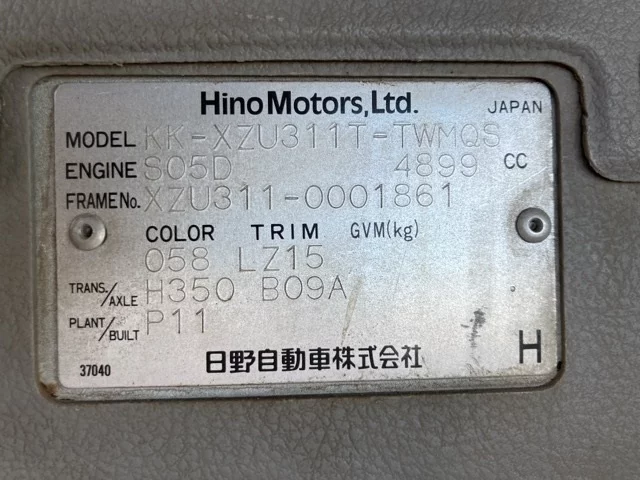 Hino Motors, Ltd. JAPAN
MODEL KK-XZU311T-TWMQS
ENGINE S05D 4899 CC
FRAME No. XZU311-0001861
COLOR TRIM GVM(kg)
058 LZ15
TRANS./AXLE H350 B09A
PLANT/BUILT P11
37040 日野自動車株式会社 H